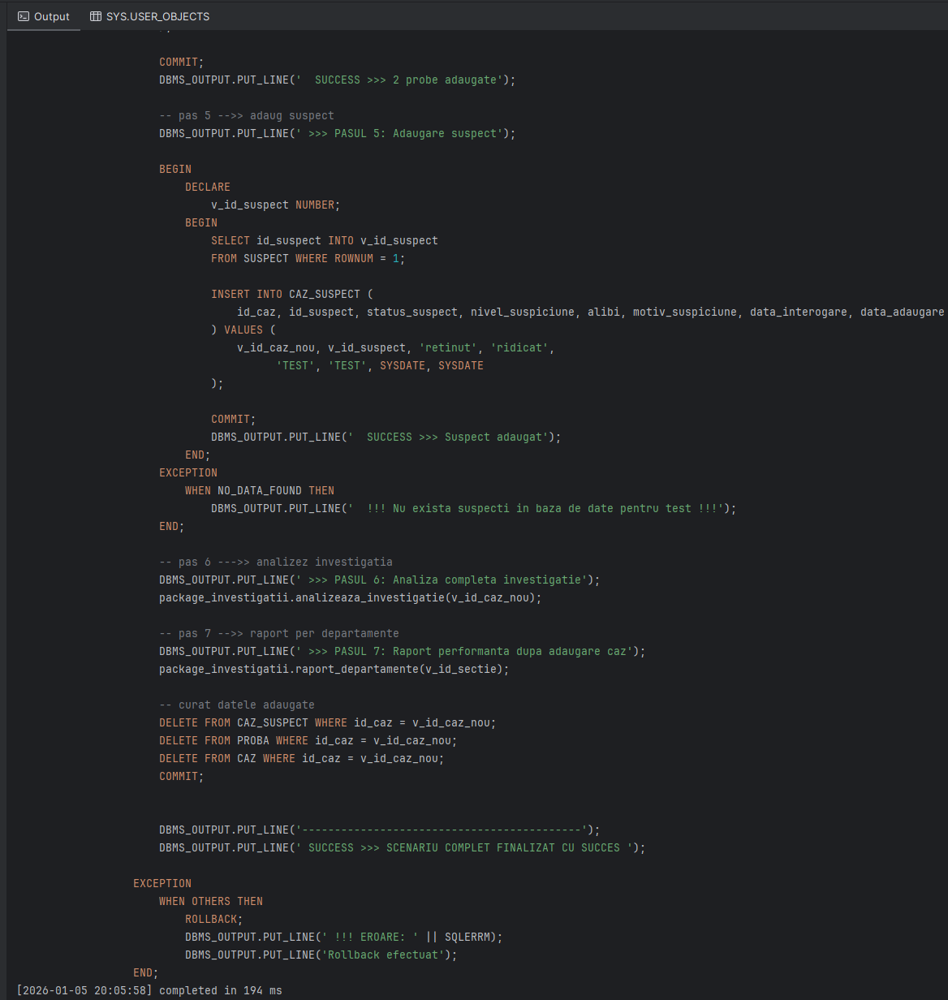 Output SYS.USER_OBJECTS
);
COMMIT;
DBMS_OUTPUT.PUT_LINE('  SUCCESS >>> 2 probe adaugate');
-- pas 5 -->> adaug suspect
DBMS_OUTPUT.PUT_LINE(' >>> PASUL 5: Adaugare suspect');
BEGIN
DECLARE
v_id_suspect NUMBER;
BEGIN
SELECT id_suspect INTO v_id_suspect
FROM SUSPECT WHERE ROWNUM = 1;
INSERT INTO CAZ_SUSPECT (
id_caz, id_suspect, status_suspect, nivel_suspiciune, alibi, motiv_suspiciune, data_interogare, data_adaugare
) VALUES (
v_id_caz_nou, v_id_suspect, 'retinut', 'ridicat',
'TEST', 'TEST', SYSDATE, SYSDATE
);
COMMIT;
DBMS_OUTPUT.PUT_LINE('  SUCCESS >>> Suspect adaugat');
END;
EXCEPTION
WHEN NO_DATA_FOUND THEN
DBMS_OUTPUT.PUT_LINE('  !!! Nu exista suspecti in baza de date pentru test !!!');
END;
-- pas 6 --->> analizez investigatia
DBMS_OUTPUT.PUT_LINE(' >>> PASUL 6: Analiza completa investigatie');
package_investigatii.analizeaza_investigatie(v_id_caz_nou);
-- pas 7 -->> raport per departamente
DBMS_OUTPUT.PUT_LINE(' >>> PASUL 7: Raport performanta dupa adaugare caz');
package_investigatii.raport_departamente(v_id_sectie);
-- curat datele adaugate
DELETE FROM CAZ_SUSPECT WHERE id_caz = v_id_caz_nou;
DELETE FROM PROBA WHERE id_caz = v_id_caz_nou;
DELETE FROM CAZ WHERE id_caz = v_id_caz_nou;
COMMIT;
DBMS_OUTPUT.PUT_LINE('-------------------------------------------');
DBMS_OUTPUT.PUT_LINE(' SUCCESS >>> SCENARIU COMPLET FINALIZAT CU SUCCES ');
EXCEPTION
WHEN OTHERS THEN
ROLLBACK;
DBMS_OUTPUT.PUT_LINE(' !!! EROARE: ' || SQLERRM);
DBMS_OUTPUT.PUT_LINE('Rollback efectuat');
END;
[2026-01-05 20:05:58] completed in 194 ms